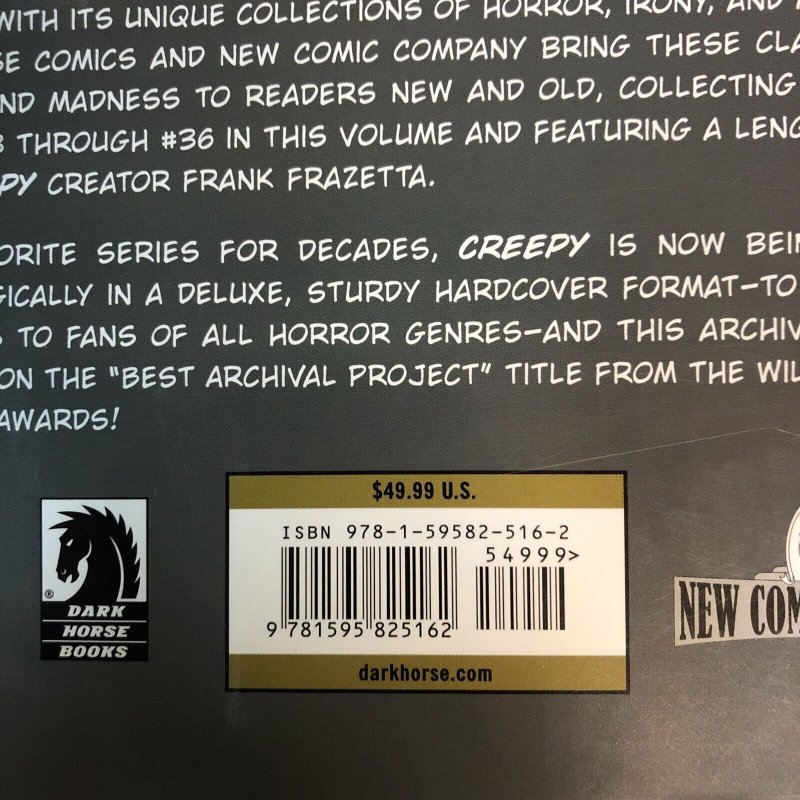 WITH ITS UNIQUE COLLECTIONS OF HORROR, IRONY, AND
SE COMICS AND NEW COMIC COMPANY BRING THESE CLA
ND MADNESS TO READERS NEW AND OLD, COLLECTING
THROUGH #36 IN THIS VOLUME AND FEATURING A LENG
PY CREATOR FRANK FRAZETTA.
ORITE SERIES FOR DECADES, CREEPY IS NOW BEIN
GICALLY IN A DELUXE, STURDY HARDCOVER FORMAT—TO
S TO FANS OF ALL HORROR GENRES—AND THIS ARCHIV
ON THE "BEST ARCHIVAL PROJECT" TITLE FROM THE WIL
AWARDS!
$49.99 U.S.
ISBN 978-1-59582-516-2
54999>
9 781595 825162
darkhorse.com
®
DARK
HORSE
BOOKS
NEW COM